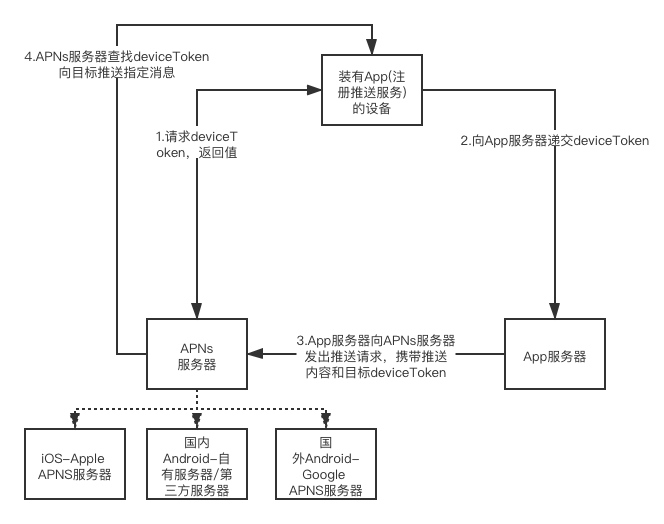 4.APNs服务器查找deviceToken
向目标推送指定消息
装有App(注
册推送服务)
的设备
1.请求deviceT
oken，返回值
2.向App服务器递交deviceToken
APNs
服务器
3.App服务器向APNs服务器
发出推送请求，携带推送
内容和目标deviceToken
App服务器
iOS-Apple
APNS服务器
国内
Android-自
有服务器/第
三方服务器
国
外Android-
Google
APNS服务器